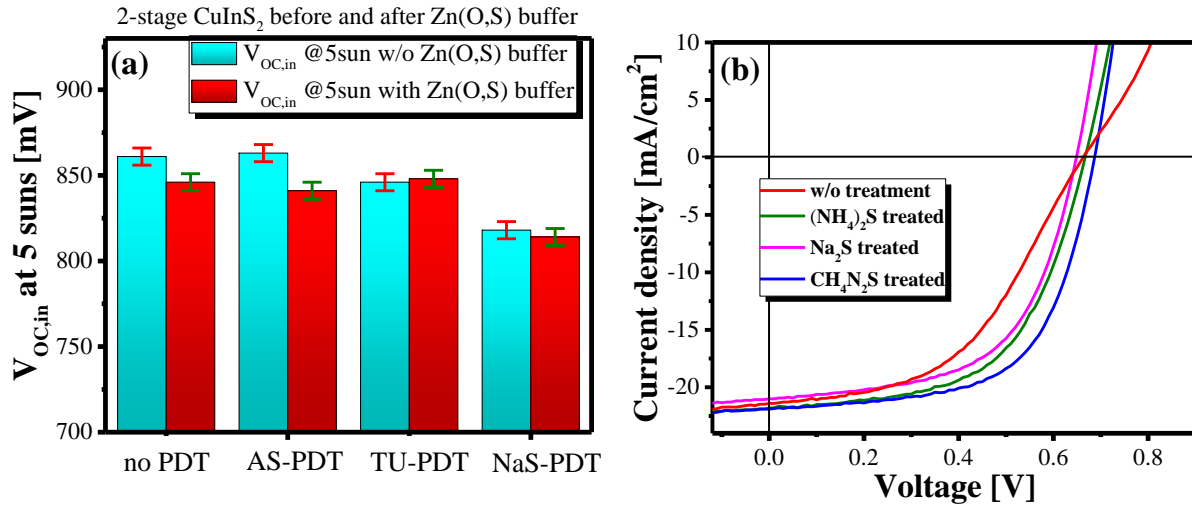 2-stage CuInS₂ before and after Zn(O,S) buffer
(a)
V_OC,in @5sun w/o Zn(O,S) buffer
V_OC,in @5sun with Zn(O,S) buffer
V_OC,in at 5 suns [mV]
900
850
800
750
700
no PDT AS-PDT TU-PDT NaS-PDT
(b)
Current density [mA/cm²]
10
5
0
-5
-10
-15
-20
w/o treatment
(NH₄)₂S treated
Na₂S treated
CH₄N₂S treated
0.0 0.2 0.4 0.6 0.8
Voltage [V]